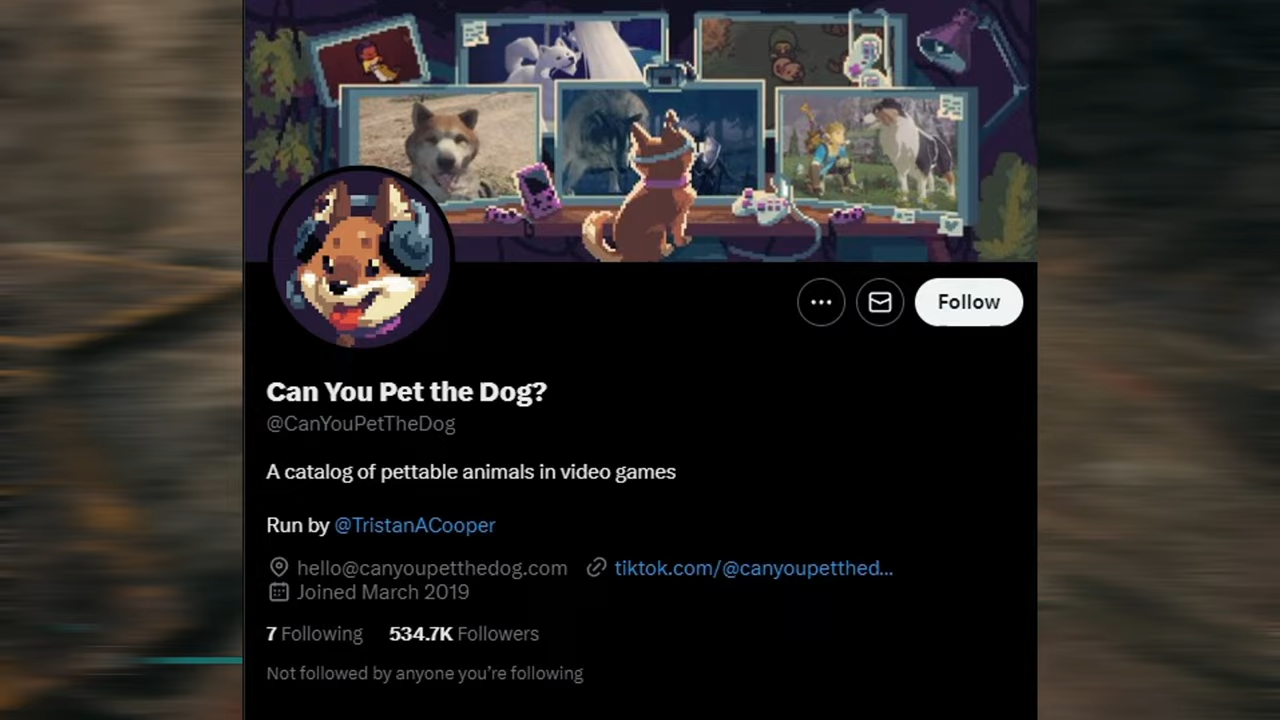 Follow
Can You Pet the Dog?
@CanYouPetTheDog
A catalog of pettable animals in video games
Run by @TristanACooper
hello@canyoupetthedog.com tiktok.com/@canyoupetthed...
Joined March 2019
7 Following 534.7K Followers
Not followed by anyone you’re following